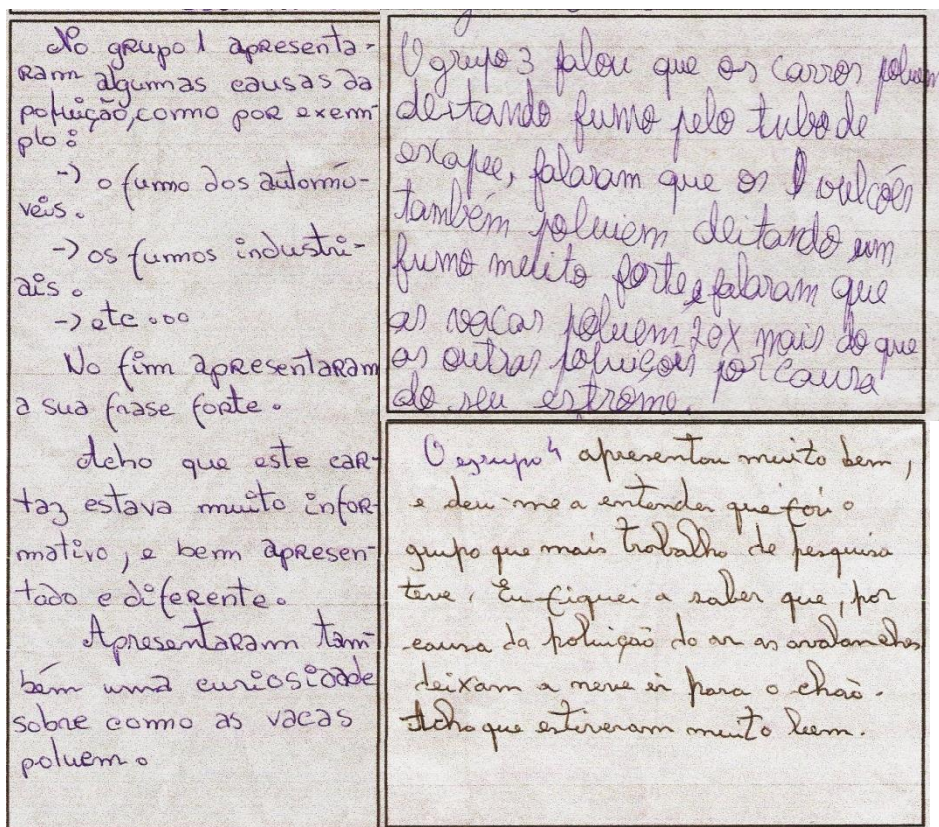 No grupo 1 apresenta-
ram algumas causas da
poluição, como por exem
plo:
-) o fumo dos automó-
veis.
-) os fumos industri-
ais.
-) etc ...
No fim apresentaram
a sua frase forte.
Acho que este car-
taz estava muito infor-
mativo, e bem apresen-
tado e diferente.
Apresentaram tam-
bém uma curiosidade
sobre como as vacas
poluem.
O grupo 3 falou que os carros poluem
deitando fumo pelo tubo de
escape, falaram que os vulcões
também poluiem deitando um
fumo muito forte e falaram que
as vacas poluem 20x mais do que
as outras poluiçoes por causa
do seu estrome.
O grupo 4 apresentou muito bem,
e deu-me a entender que foi o
grupo que mais trabalho de pesquisa
teve. Eu fiquei a saber que, por
causa da poluição do ar as avalanches
deixam a neve ir para o chão.
Acho que estiveram muito bem.